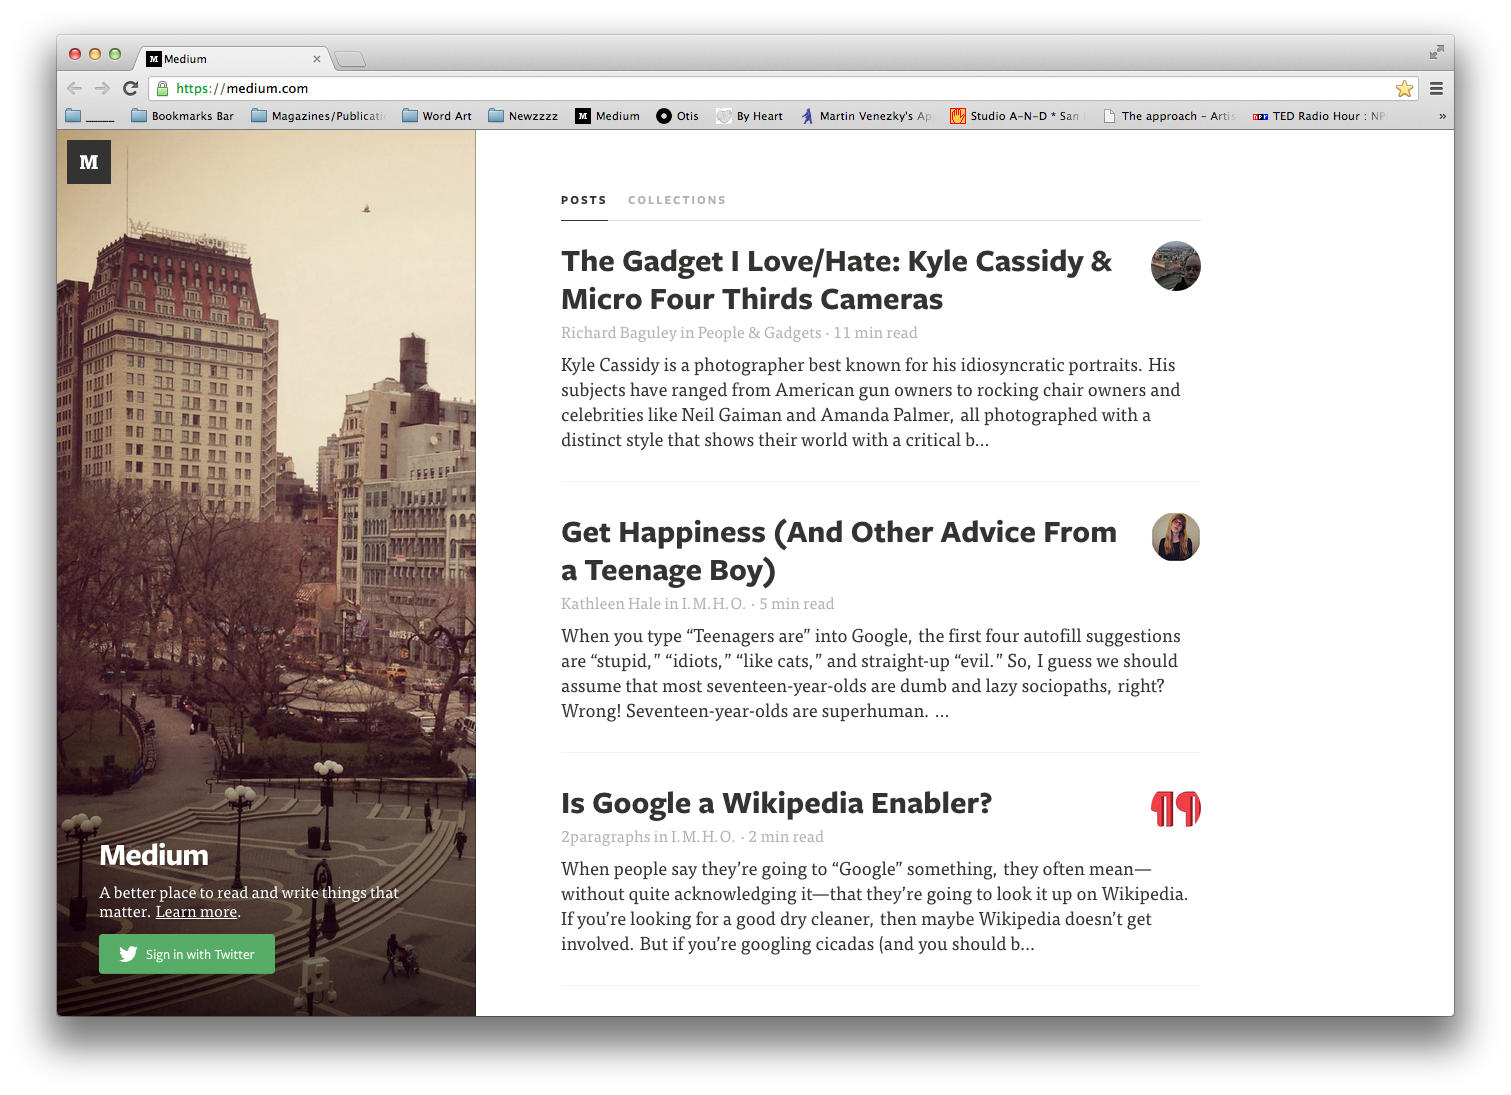 M Medium
https://medium.com
____ Bookmarks Bar Magazines/Publicati Word Art Newzzzz M Medium Otis By Heart Martin Venezky's Ap Studio A-N-D * San The approach - Artis TED Radio Hour : NP »
M
UNION SQUARE
Medium
A better place to read and write things that
matter. Learn more.
Sign in with Twitter
POSTS COLLECTIONS
The Gadget I Love/Hate: Kyle Cassidy &
Micro Four Thirds Cameras
Richard Baguley in People & Gadgets · 11 min read
Kyle Cassidy is a photographer best known for his idiosyncratic portraits. His
subjects have ranged from American gun owners to rocking chair owners and
celebrities like Neil Gaiman and Amanda Palmer, all photographed with a
distinct style that shows their world with a critical b...
Get Happiness (And Other Advice From
a Teenage Boy)
Kathleen Hale in I.M.H.O. · 5 min read
When you type “Teenagers are” into Google, the first four autofill suggestions
are “stupid,” “idiots,” “like cats,” and straight-up “evil.” So, I guess we should
assume that most seventeen-year-olds are dumb and lazy sociopaths, right?
Wrong! Seventeen-year-olds are superhuman. ...
Is Google a Wikipedia Enabler?
2paragraphs in I.M.H.O. · 2 min read
When people say they’re going to “Google” something, they often mean—
without quite acknowledging it—that they’re going to look it up on Wikipedia.
If you’re looking for a good dry cleaner, then maybe Wikipedia doesn’t get
involved. But if you’re googling cicadas (and you should b...